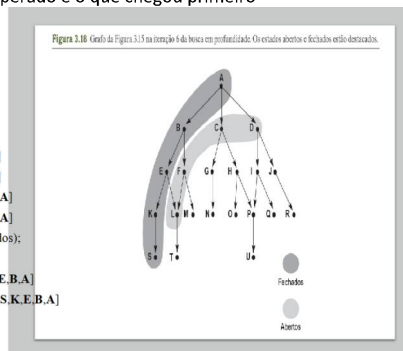 perado é o que chegou primeiro
Figura 3.18 Grafo da Figura 3.15 na iteração 6 da busca em profundidade. Os estados abertos e fechados estão destacados.
A
B C D
E F G H I J
K L M N O P Q R
S T U
Fechados
Abertos
]
]
A]
A]
los);
E,B,A]
S,K,E,B,A]